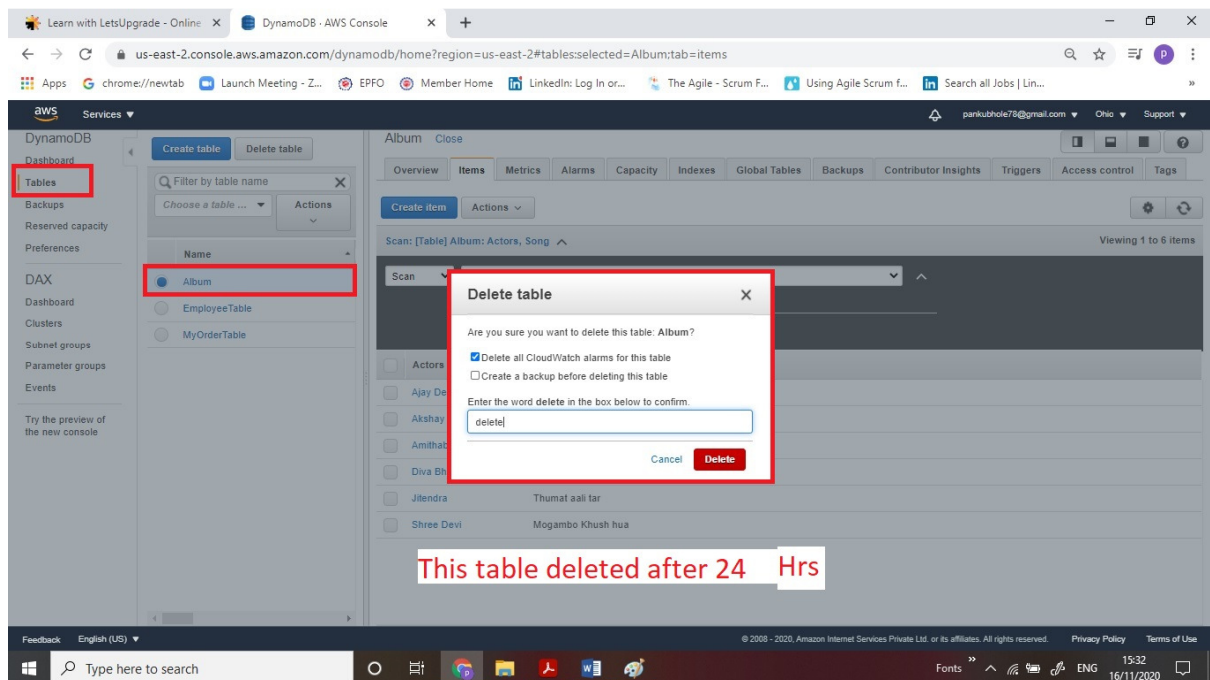 Learn with LetsUpgrade - Online
DynamoDB · AWS Console
us-east-2.console.aws.amazon.com/dynamodb/home?region=us-east-2#tables:selected=Album;tab=items
P
Apps
chrome://newtab
Launch Meeting - Z...
EPFO
Member Home
LinkedIn: Log In or...
The Agile - Scrum F...
Using Agile Scrum f...
Search all Jobs | Lin...
»
aws
Services
pankubhole78@gmail.com
Ohio
Support
DynamoDB
Dashboard
Tables
Backups
Reserved capacity
Preferences
DAX
Dashboard
Clusters
Subnet groups
Parameter groups
Events
Try the preview of
the new console
Create table
Delete table
Filter by table name
Choose a table ...
Actions
Name
Album
EmployeeTable
MyOrderTable
Album Close
Overview
Items
Metrics
Alarms
Capacity
Indexes
Global Tables
Backups
Contributor Insights
Triggers
Access control
Tags
Create item
Actions
Scan: [Table] Album: Actors, Song
Viewing 1 to 6 items
Scan
Delete table
Are you sure you want to delete this table: Album?
Delete all CloudWatch alarms for this table
Create a backup before deleting this table
Enter the word delete in the box below to confirm.
delete
Cancel
Delete
Actors
Ajay De
Akshay
Amithab
Diva Bh
Jitendra
Thumat aali tar
Shree Devi
Mogambo Khush hua
This table deleted after 24 Hrs
Feedback
English (US)
© 2008 - 2020, Amazon Internet Services Private Ltd. or its affiliates. All rights reserved.
Privacy Policy
Terms of Use
Type here to search
Fonts
»
ENG
15:32
16/11/2020